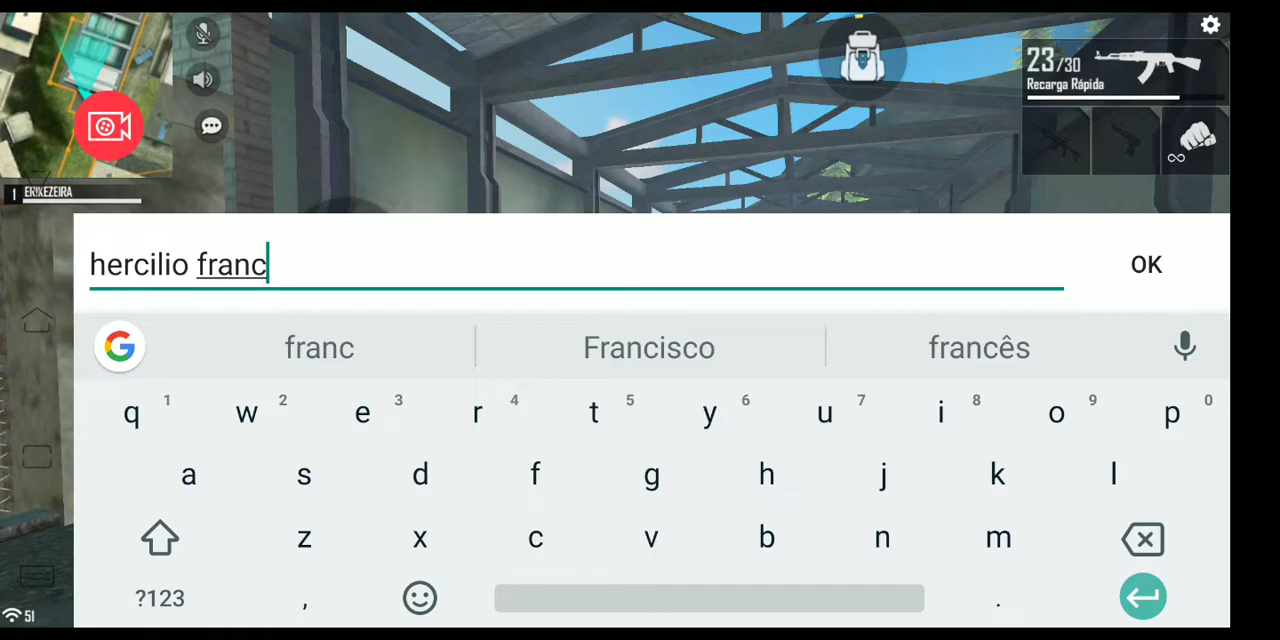 23/30
Recarga Rápida
1 ERIKEZEIRA
hercilio franc
OK
franc Francisco francês
q 1 w 2 e 3 r 4 t 5 y 6 u 7 i 8 o 9 p 0
a s d f g h j k l
z x c v b n m
?123 , .
51